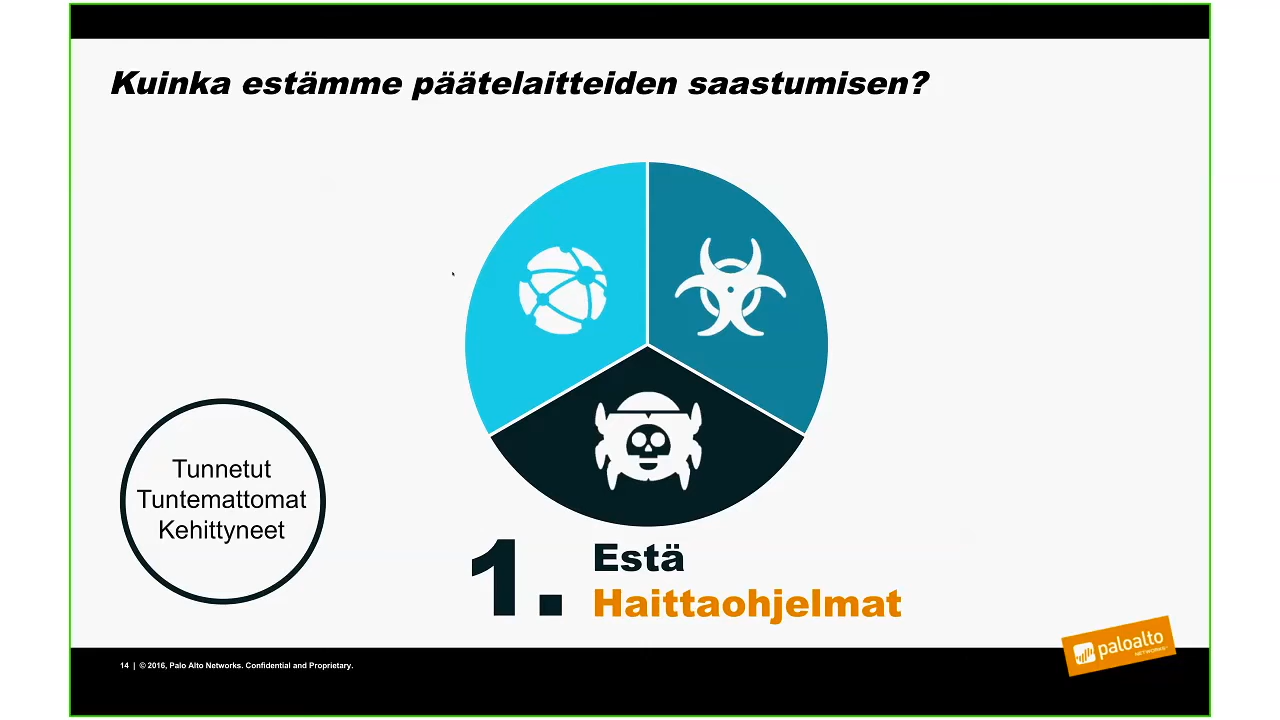 Kuinka estämme päätelaitteiden saastumisen?
Tunnetut
Tuntemattomat
Kehittyneet
1. Estä
Haittaohjelmat
14 | © 2016, Palo Alto Networks. Confidential and Proprietary.
paloalto
NETWORKS